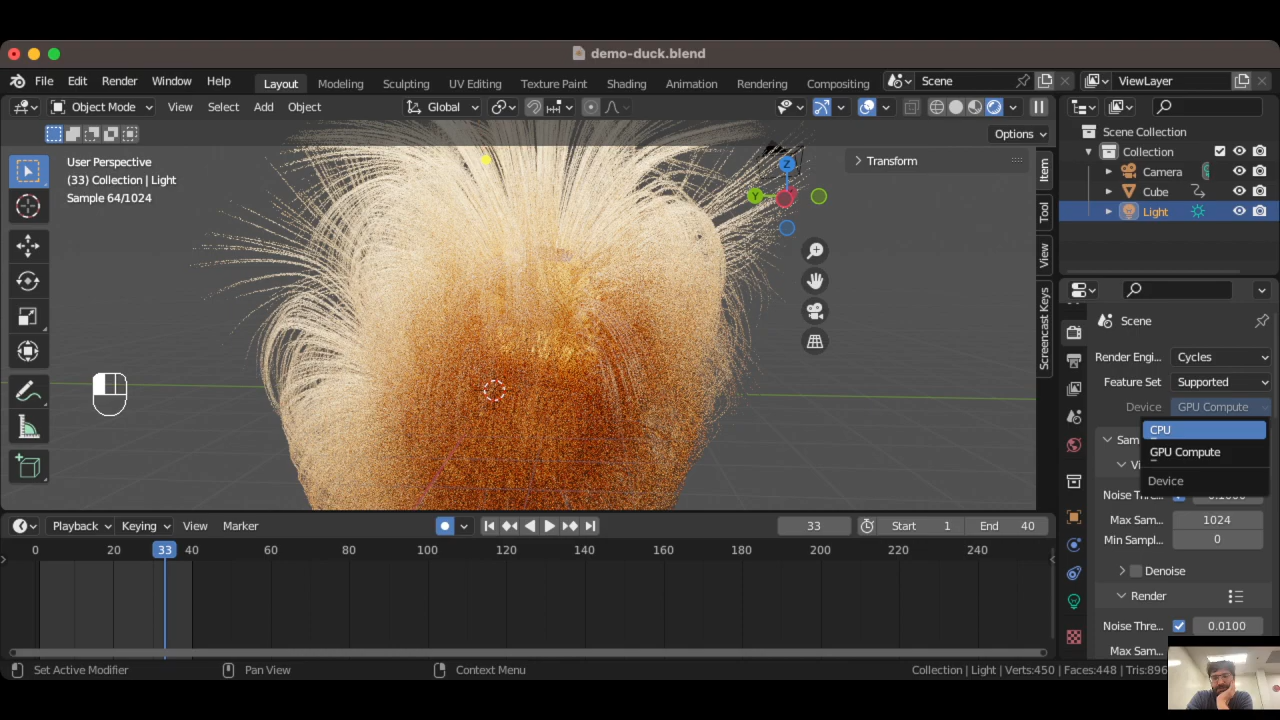 demo-duck.blend
File Edit Render Window Help Layout Modeling Sculpting UV Editing Texture Paint Shading Animation Rendering Compositing Scene ViewLayer
Object Mode View Select Add Object Global
Options
User Perspective
(33) Collection | Light
Sample 64/1024
Transform
Item
Tool
View
Screencast Keys
Z
Y
Scene Collection
Collection
Camera
Cube
Light
Scene
Render Engi... Cycles
Feature Set Supported
Device GPU Compute
CPU
GPU Compute
Device
Sam
Vi
Noise Thre... 0.1000
Max Sam... 1024
Min Sampl... 0
Denoise
Render
Noise Thre... 0.0100
Max Sam...
Playback Keying View Marker 33 Start 1 End 40
0 20 33 40 60 80 100 120 140 160 180 200 220 240
Set Active Modifier Pan View Context Menu Collection | Light | Verts:450 | Faces:448 | Tris:896